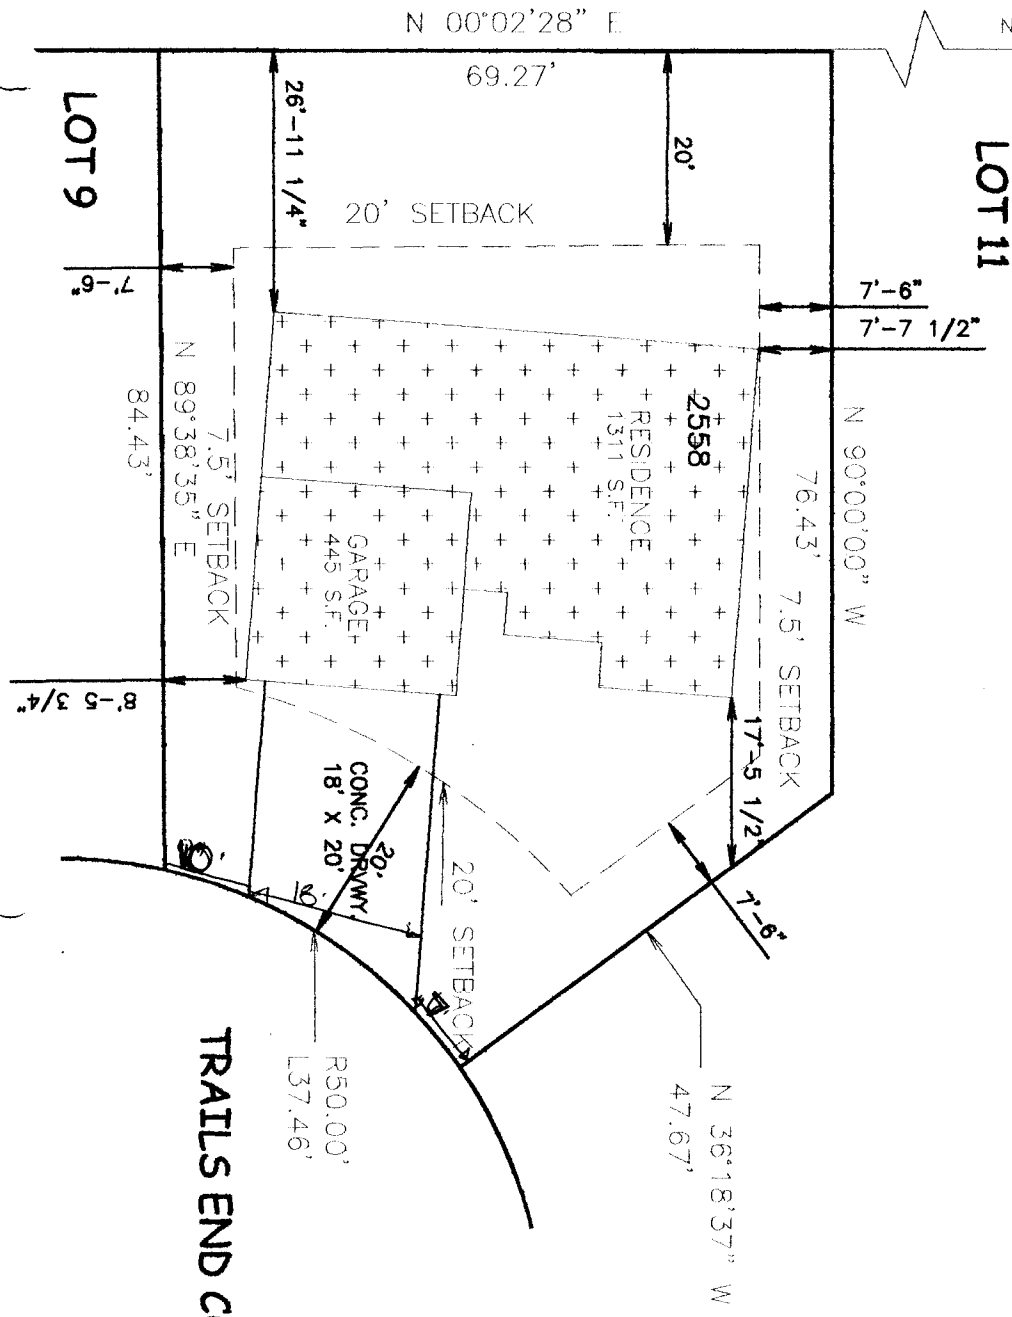 N 00°02'28" E
N
69.27'
LOT 9
LOT 11
26'-11 1/4"
20'
20' SETBACK
7'-6"
7'-6"
7'-7 1/2"
N 89°38'35" E
84.43'
7.5' SETBACK
2558
RESIDENCE
1311 S.F.
GARAGE
445 S.F.
N 90°00'00" W
76.43'
7.5' SETBACK
8'-5 3/4"
17'-5 1/2"
CONC. DRVWY.
18' X 20'
20'
20' SETBACK
18'
7'-6"
R50.00'
L37.46'
N 36°18'37" W
47.67'
TRAILS END